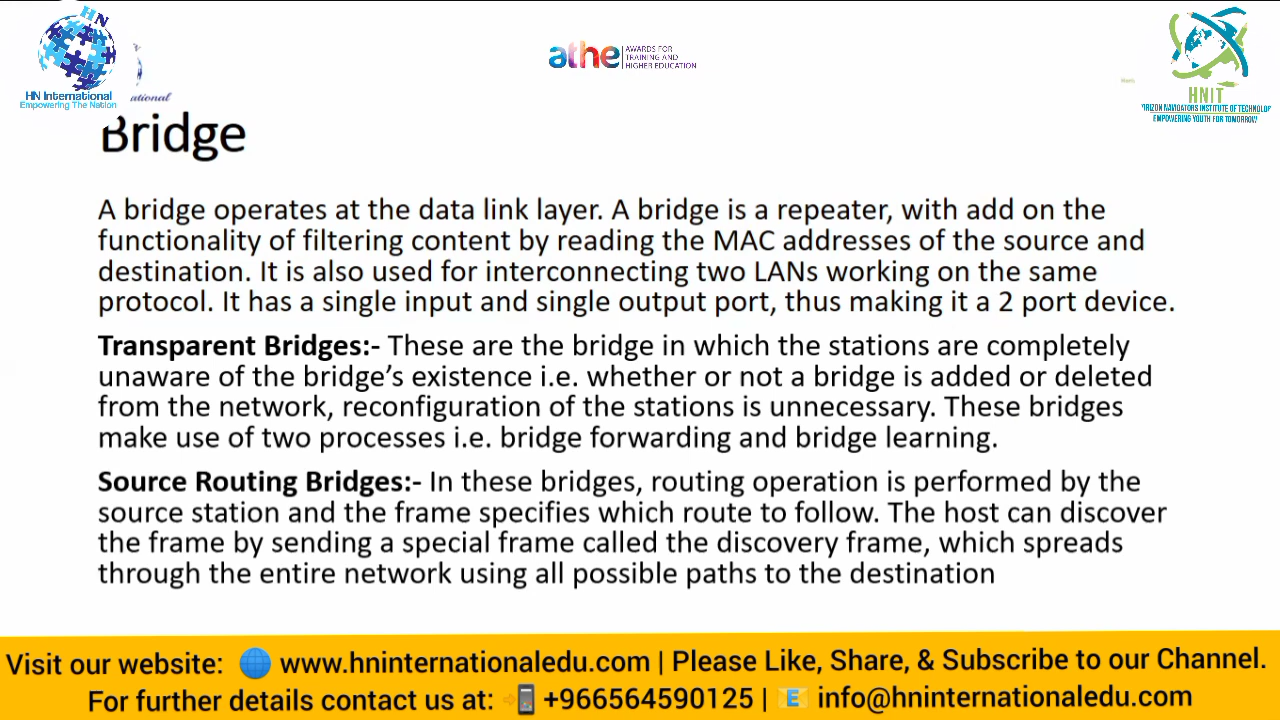 HN
HN International
Empowering The Nation
ational
athe
AWARDS FOR
TRAINING AND
HIGHER EDUCATION
HNIT
RIZON NAVIGATORS INSTITUTE OF TECHNOLO
EMPOWERING YOUTH FOR TOMORROW
Bridge
A bridge operates at the data link layer. A bridge is a repeater, with add on the
functionality of filtering content by reading the MAC addresses of the source and
destination. It is also used for interconnecting two LANs working on the same
protocol. It has a single input and single output port, thus making it a 2 port device.
Transparent Bridges:- These are the bridge in which the stations are completely
unaware of the bridge’s existence i.e. whether or not a bridge is added or deleted
from the network, reconfiguration of the stations is unnecessary. These bridges
make use of two processes i.e. bridge forwarding and bridge learning.
Source Routing Bridges:- In these bridges, routing operation is performed by the
source station and the frame specifies which route to follow. The host can discover
the frame by sending a special frame called the discovery frame, which spreads
through the entire network using all possible paths to the destination
Visit our website: www.hninternationaledu.com | Please Like, Share, & Subscribe to our Channel.
For further details contact us at: +966564590125 | info@hninternationaledu.com